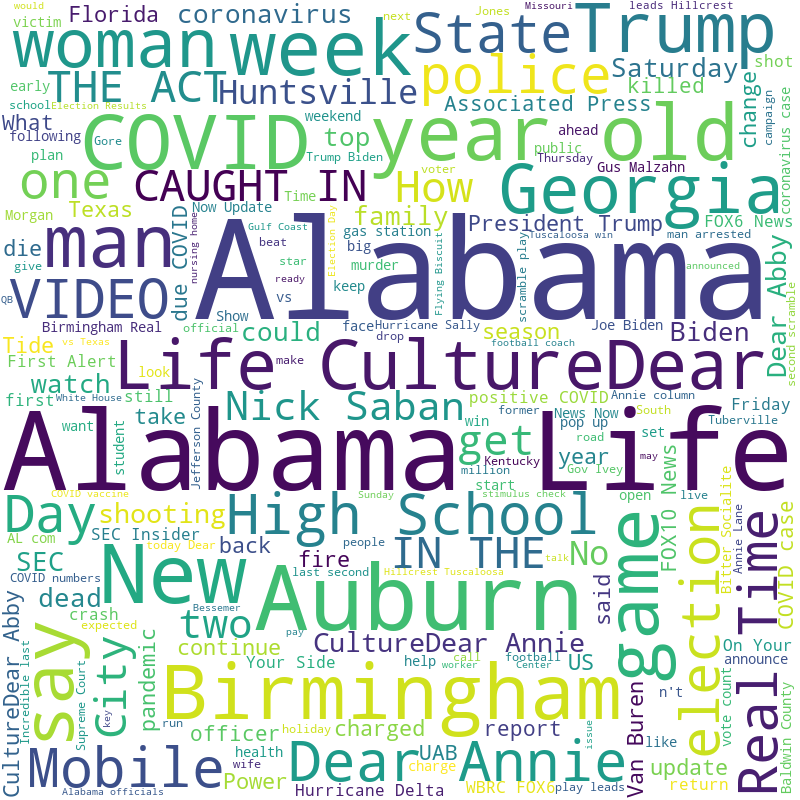 would
next
Jones
Missouri
leads Hillcrest
victim
Florida
coronavirus
woman
week
State
Trump
early
THE ACT
Huntsville
police
Saturday
killed
shot
school
Election Results
What
following
weekend
Associated Press
change
campaign
coronavirus case
plan
Gore
COVID
top
year old
public
ahead
Thursday
Gus Malzahn
voter
Trump Biden
one
CAUGHT IN
How
Georgia
Morgan
Texas
Now Update
Time
family
President Trump
FOX6 News
Tuscaloosa win
man arrested
die
give
man
due COVID
nursing home
Gulf Coast
beat
star
ready
gas station
big
murder
Election Day
keep
Flying Biscuit
scramble play
Alabama
announced
Dear Abby
second scramble
QB
VIDEO
Show
vs
face
Hurricane Sally
drop
season
Joe Biden
Biden
Birmingham Real
official
football coach
Tide
vs Texas
First Alert
look
make
Life CultureDear
watch
first
White House
still
want
take
student
Jefferson County
Nick Saban
positive COVID
win
former
News Now
pop up
road
set
South
Annie column
Friday
Tuberville
get
Kentucky
year
Gov Ivey
may
Alabama Life
million
start
stimulus check
Sunday
COVID vaccine
AL com
Day
shooting
High School
open
live
FOX10 News
Bitter Socialite
Annie Lane
COVID case
SEC
SEC Insider
back
IN THE
No
COVID numbers
today Dear
people
fire
talk
said
election
Real Time
dead
New
last second
Hillcrest Tuscaloosa
Bessemer
Auburn
game
crash
expected
two
pay
CultureDear Abby
say
City
pandemic
continue
CultureDear Annie
US
On Your
announce
Your Side
help
call
worker
football
Center
Van Buren
n't
vote count
Baldwin County
Incredible last
Supreme Court
key
Birmingham
like
run
officer
holiday
charged
report
issue
update
Mobile
health
wife
Power
charge
Dear Annie
UAB
WBRC FOX6
play leads
return
Alabama officials
Hurricane Delta
could